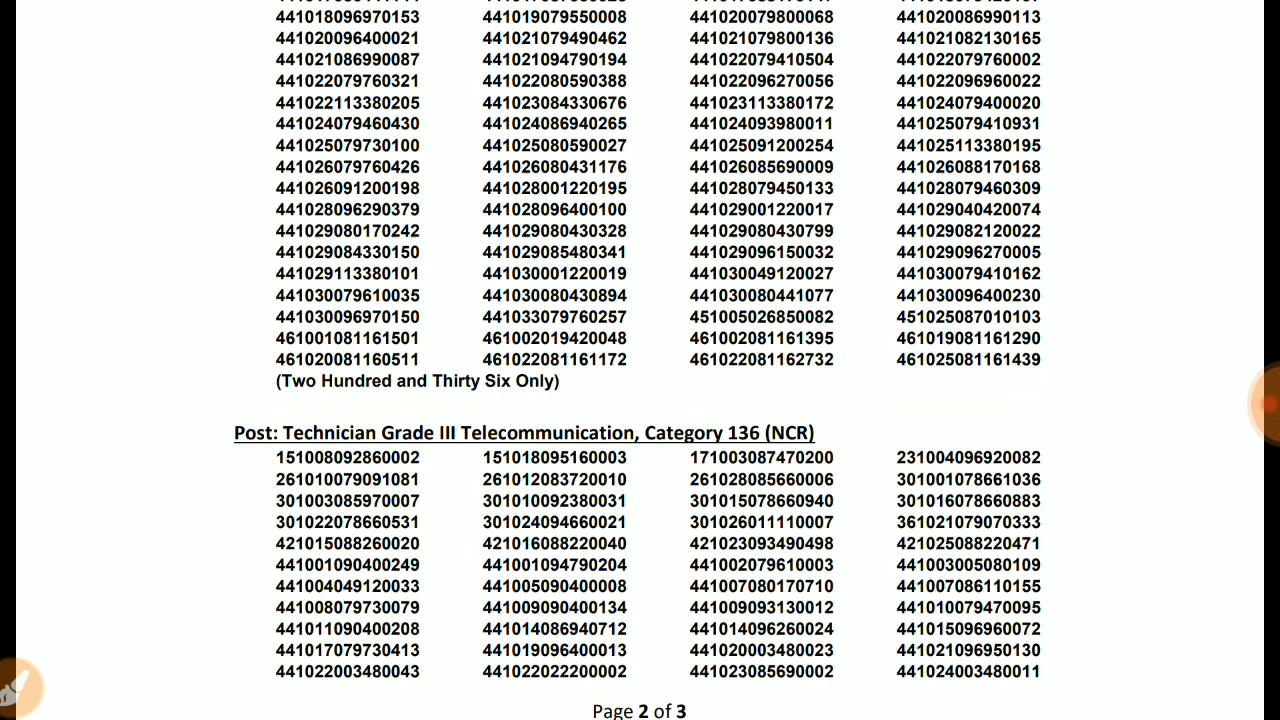 441018096970153 441019079550008 441020079800068 441020086990113
441020096400021 441021079490462 441021079800136 441021082130165
441021086990087 441021094790194 441022079410504 441022079760002
441022079760321 441022080590388 441022096270056 441022096960022
441022113380205 441023084330676 441023113380172 441024079400020
441024079460430 441024086940265 441024093980011 441025079410931
441025079730100 441025080590027 441025091200254 441025113380195
441026079760426 441026080431176 441026085690009 441026088170168
441026091200198 441028001220195 441028079450133 441028079460309
441028096290379 441028096400100 441029001220017 441029040420074
441029080170242 441029080430328 441029080430799 441029082120022
441029084330150 441029085480341 441029096150032 441029096270005
441029113380101 441030001220019 441030049120027 441030079410162
441030079610035 441030080430894 441030080441077 441030096400230
441030096970150 441033079760257 451005026850082 451025087010103
461001081161501 461002019420048 461002081161395 461019081161290
461020081160511 461022081161172 461022081162732 461025081161439
(Two Hundred and Thirty Six Only)
Post: Technician Grade III Telecommunication, Category 136 (NCR)
151008092860002 151018095160003 171003087470200 231004096920082
261010079091081 261012083720010 261028085660006 301001078661036
301003085970007 301010092380031 301015078660940 301016078660883
301022078660531 301024094660021 301026011110007 361021079070333
421015088260020 421016088220040 421023093490498 421025088220471
441001090400249 441001094790204 441002079610003 441003005080109
441004049120033 441005090400008 441007080170710 441007086110155
441008079730079 441009090400134 441009093130012 441010079470095
441011090400208 441014086940712 441014096260024 441015096960072
441017079730413 441019096400013 441020003480023 441021096950130
441022003480043 441022022200002 441023085690002 441024003480011
Page 2 of 3